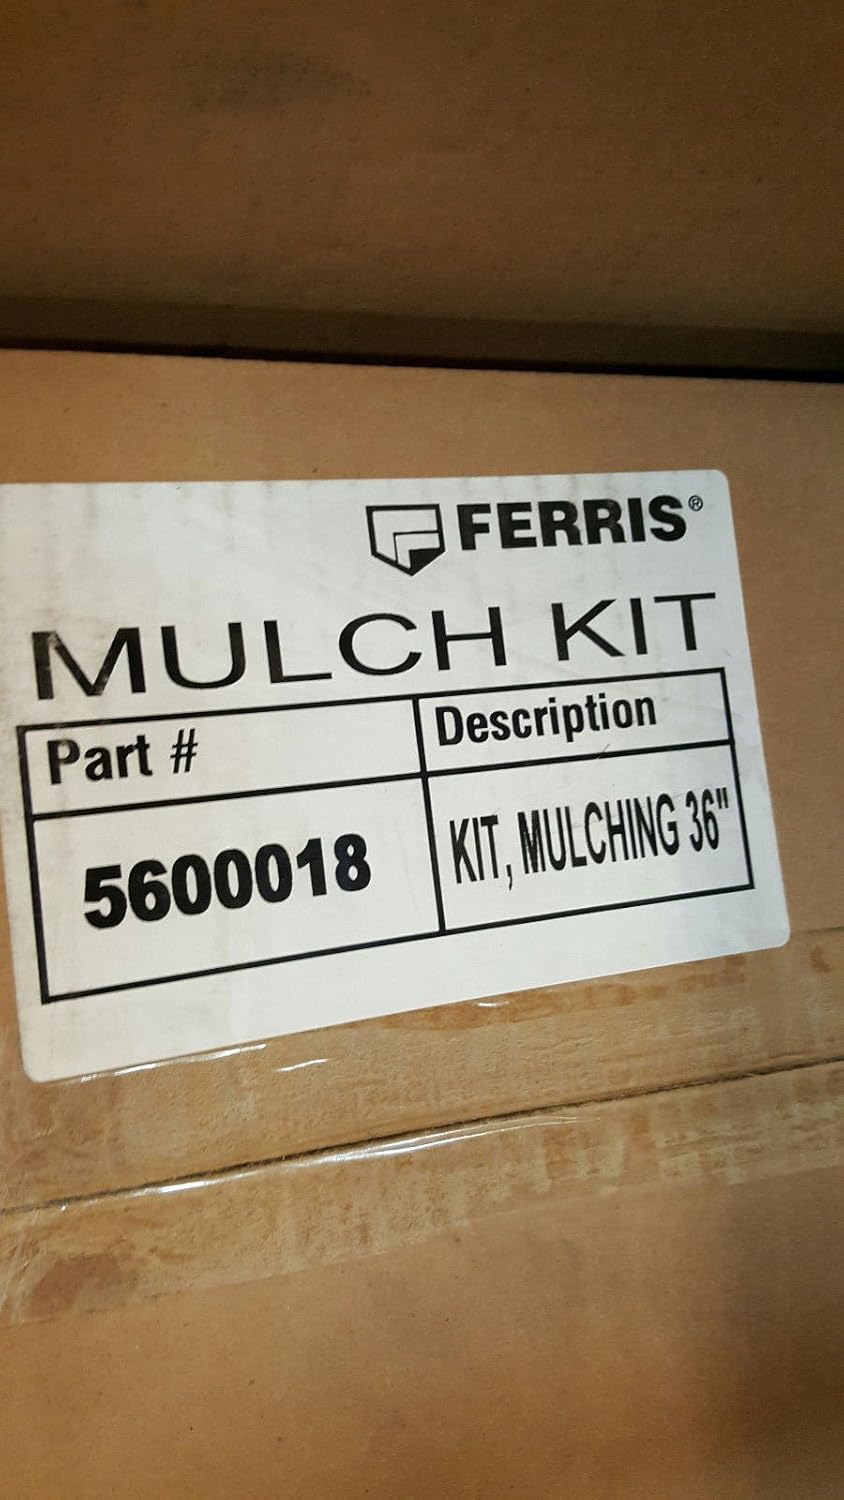 FERRIS®
MULCH KIT
Part # Description
5600018 KIT, MULCHING 36"